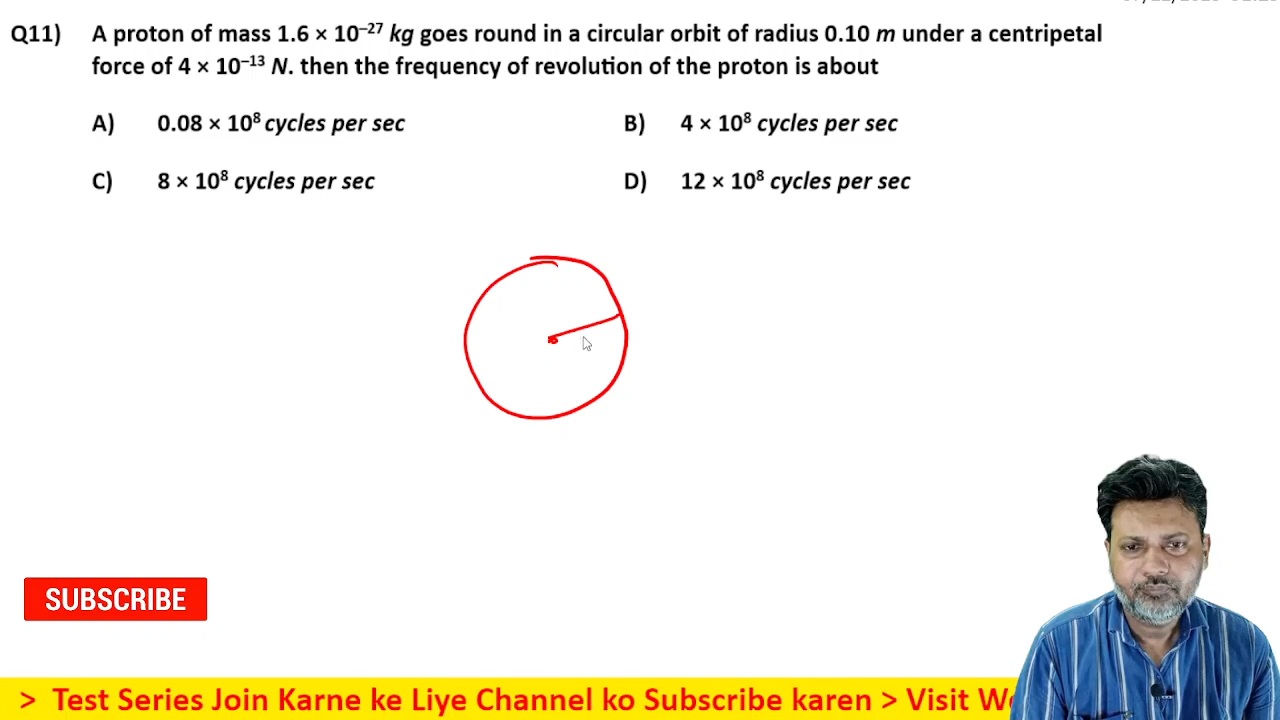 Q11) A proton of mass 1.6 × 10⁻²⁷ kg goes round in a circular orbit of radius 0.10 m under a centripetal
force of 4 × 10⁻¹³ N. then the frequency of revolution of the proton is about
A) 0.08 × 10⁸ cycles per sec B) 4 × 10⁸ cycles per sec
C) 8 × 10⁸ cycles per sec D) 12 × 10⁸ cycles per sec
SUBSCRIBE
> Test Series Join Karne ke Liye Channel ko Subscribe karen > Visit